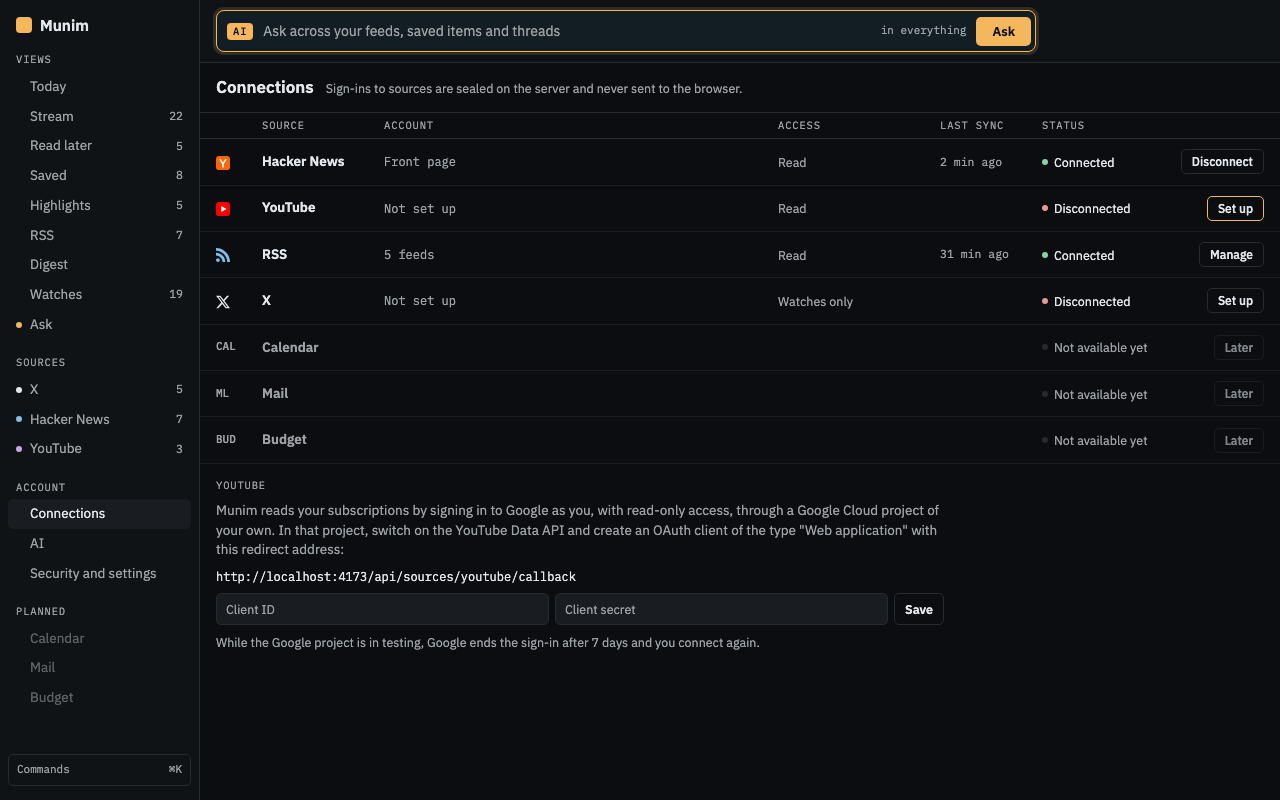 Munim
VIEWS
Today
Stream 22
Read later 5
Saved 8
Highlights 5
RSS 7
Digest
Watches 19
Ask
SOURCES
X 5
Hacker News 7
YouTube 3
ACCOUNT
Connections
AI
Security and settings
PLANNED
Calendar
Mail
Budget
Commands ⌘K
AI Ask across your feeds, saved items and threads in everything Ask
Connections Sign-ins to sources are sealed on the server and never sent to the browser.
SOURCE ACCOUNT ACCESS LAST SYNC STATUS
Y Hacker News Front page Read 2 min ago Connected Disconnect
YouTube Not set up Read Disconnected Set up
RSS 5 feeds Read 31 min ago Connected Manage
X X Not set up Watches only Disconnected Set up
CAL Calendar Not available yet Later
ML Mail Not available yet Later
BUD Budget Not available yet Later
YOUTUBE
Munim reads your subscriptions by signing in to Google as you, with read-only access, through a Google Cloud project of
your own. In that project, switch on the YouTube Data API and create an OAuth client of the type "Web application" with
this redirect address:
http://localhost:4173/api/sources/youtube/callback
Client ID Client secret Save
While the Google project is in testing, Google ends the sign-in after 7 days and you connect again.